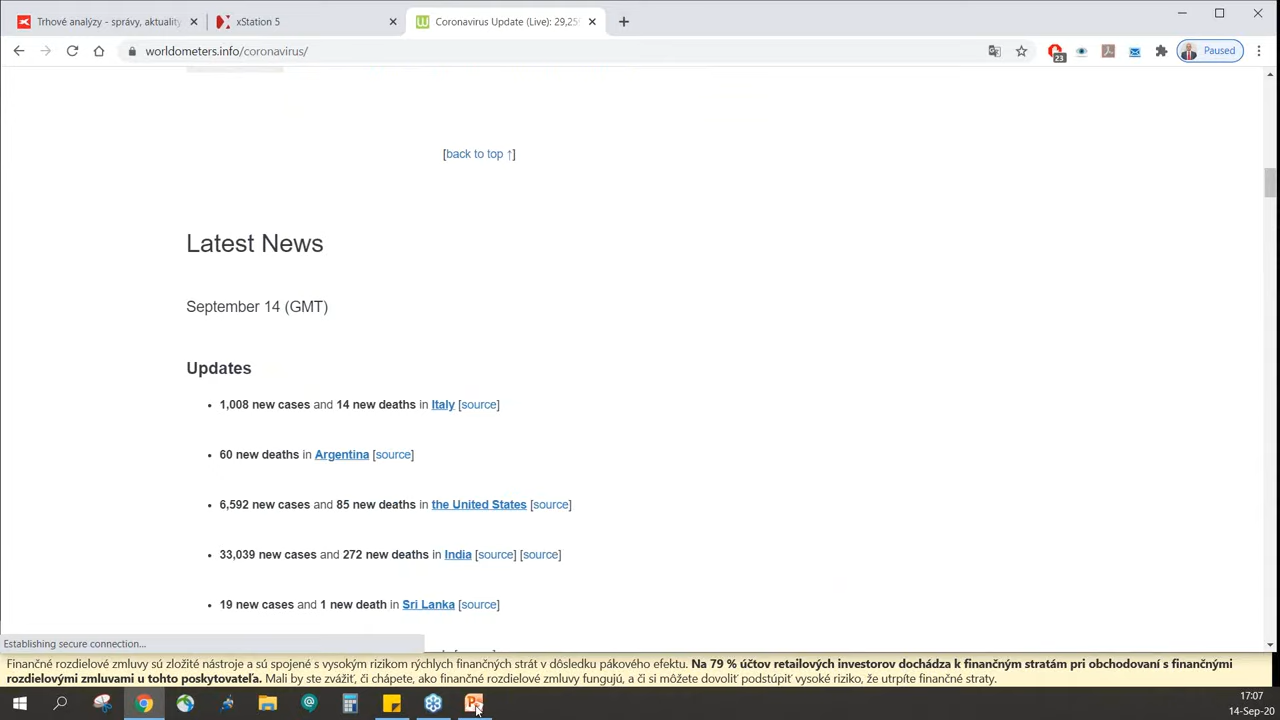 Trhové analýzy - správy, aktuality
xStation 5
Coronavirus Update (Live): 29,25
worldometers.info/coronavirus/
23
Paused
[back to top ↑]
Latest News
September 14 (GMT)
Updates
1,008 new cases and 14 new deaths in Italy [source]
60 new deaths in Argentina [source]
6,592 new cases and 85 new deaths in the United States [source]
33,039 new cases and 272 new deaths in India [source] [source]
19 new cases and 1 new death in Sri Lanka [source]
Establishing secure connection...
Finančné rozdielové zmluvy sú zložité nástroje a sú spojené s vysokým rizikom rýchlych finančných strát v dôsledku pákového efektu. Na 79 % účtov retailových investorov dochádza k finančným stratám pri obchodovaní s finančnými
rozdielovými zmluvami u tohto poskytovateľa. Mali by ste zvážiť, či chápete, ako finančné rozdielové zmluvy fungujú, a či si môžete dovoliť podstúpiť vysoké riziko, že utrpíte finančné straty.
17:07
14-Sep-20